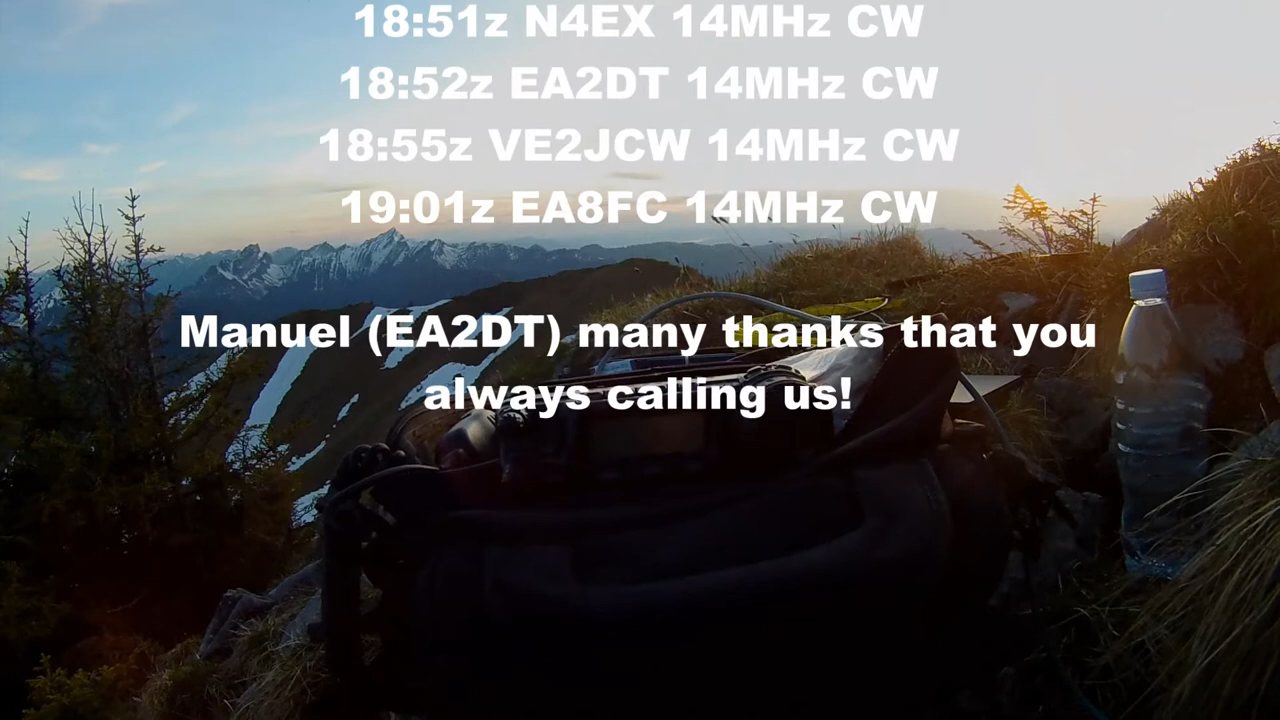 18:51z N4EX 14MHz CW
18:52z EA2DT 14MHz CW
18:55z VE2JCW 14MHz CW
19:01z EA8FC 14MHz CW
Manuel (EA2DT) many thanks that you
always calling us!